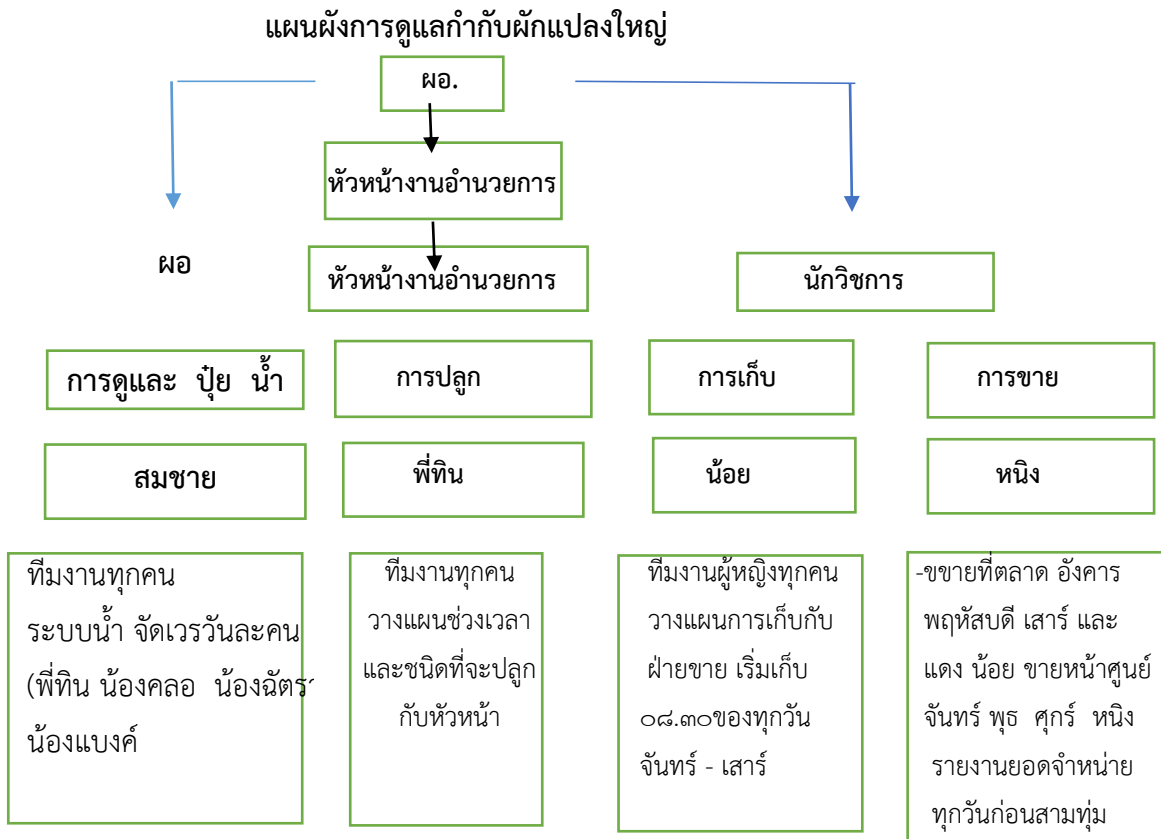 แผนผังการดูแลกำกับผักแปลงใหญ่
ผอ.
หัวหน้างานอำนวยการ
ผอ
หัวหน้างานอำนวยการ
นักวิชการ
การดูและ ปุ๋ย น้ำ
การปลูก
การเก็บ
การขาย
สมชาย
พี่ทิน
น้อย
หนิง
ทีมงานทุกคน
ระบบน้ำ จัดเวรวันละคน
(พี่ทิน น้องคลอ น้องฉัตรา
น้องแบงค์
ทีมงานทุกคน
วางแผนช่วงเวลา
และชนิดที่จะปลูก
กับหัวหน้า
ทีมงานผู้หญิงทุกคน
วางแผนการเก็บกับ
ฝ่ายขาย เริ่มเก็บ
๐๘.๓๐ของทุกวัน
จันทร์ - เสาร์
-ขขายที่ตลาด อังคาร
พฤหัสบดี เสาร์ และ
แดง น้อย ขายหน้าศูนย์
จันทร์ พุธ ศุกร์ หนิง
รายงานยอดจำหน่าย
ทุกวันก่อนสามทุ่ม